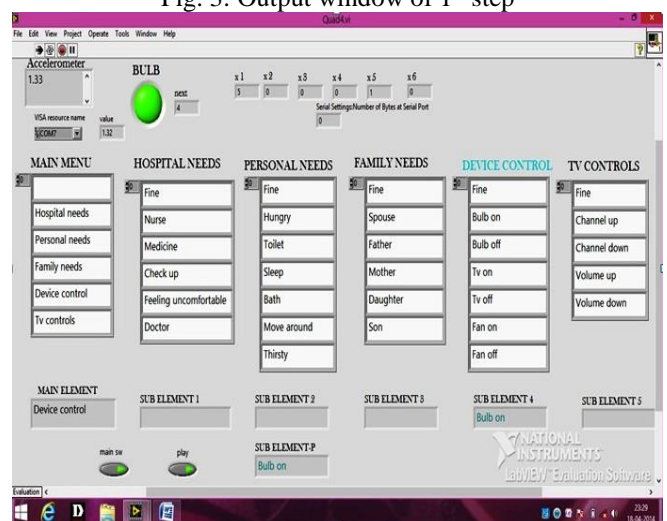 Fig. 3. Output window of 1 step
Quad4.vi
File Edit View Project Operate Tools Window Help
Accelerometer
1.33
BULB
next
4
x1 x2 x3 x4 x5 x6
5 0 0 0 1 0
Serial Settings:Number of Bytes at Serial Port
0
VISA resource name
COM7
value
1.32
MAIN MENU
Hospital needs
Personal needs
Family needs
Device control
Tv controls
HOSPITAL NEEDS
Fine
Nurse
Medicine
Check up
Feeling uncomfortable
Doctor
PERSONAL NEEDS
Fine
Hungry
Toilet
Sleep
Bath
Move around
Thirsty
FAMILY NEEDS
Fine
Spouse
Father
Mother
Daughter
Son
DEVICE CONTROL
Fine
Bulb on
Bulb off
Tv on
Tv off
Fan on
Fan off
TV CONTROLS
Fine
Channel up
Channel down
Volume up
Volume down
MAIN ELEMENT
Device control
SUB ELEMENT 1
SUB ELEMENT 2
SUB ELEMENT 3
SUB ELEMENT 4
Bulb on
SUB ELEMENT 5
main sw
play
SUB ELEMENT-P
Bulb on
NATIONAL
INSTRUMENTS
LabVIEW Evaluation Software
Evaluation
23:29
18-04-2014